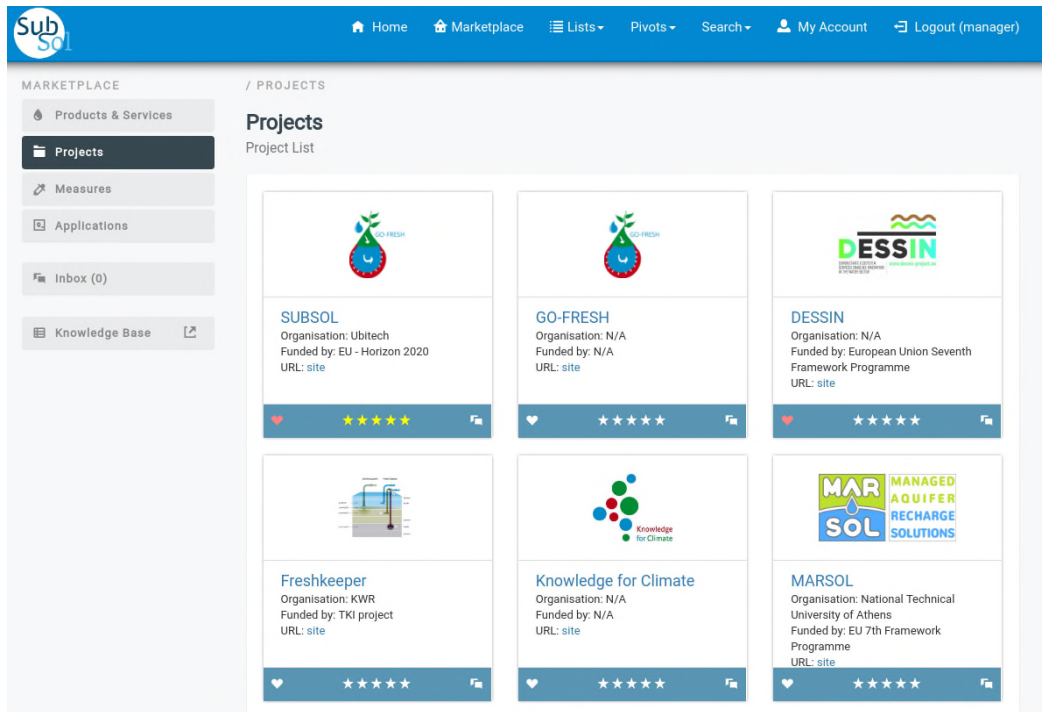 Sub
Sol
Home
Marketplace
Lists
Pivots
Search
My Account
Logout (manager)
MARKETPLACE
Products & Services
Projects
Measures
Applications
Inbox (0)
Knowledge Base
/ PROJECTS
Projects
Project List
GO-FRESH
SUBSOL
Organisation: Ubitech
Funded by: EU - Horizon 2020
URL: site
GO-FRESH
GO-FRESH
Organisation: N/A
Funded by: N/A
URL: site
DESSIN
DESSIN
Organisation: N/A
Funded by: European Union Seventh
Framework Programme
URL: site
Freshkeeper
Organisation: KWR
Funded by: TKI project
URL: site
Knowledge
for Climate
Knowledge for Climate
Organisation: N/A
Funded by: N/A
URL: site
MAR
SOL
MANAGED
AQUIFER
RECHARGE
SOLUTIONS
MARSOL
Organisation: National Technical
University of Athens
Funded by: EU 7th Framework
Programme
URL: site